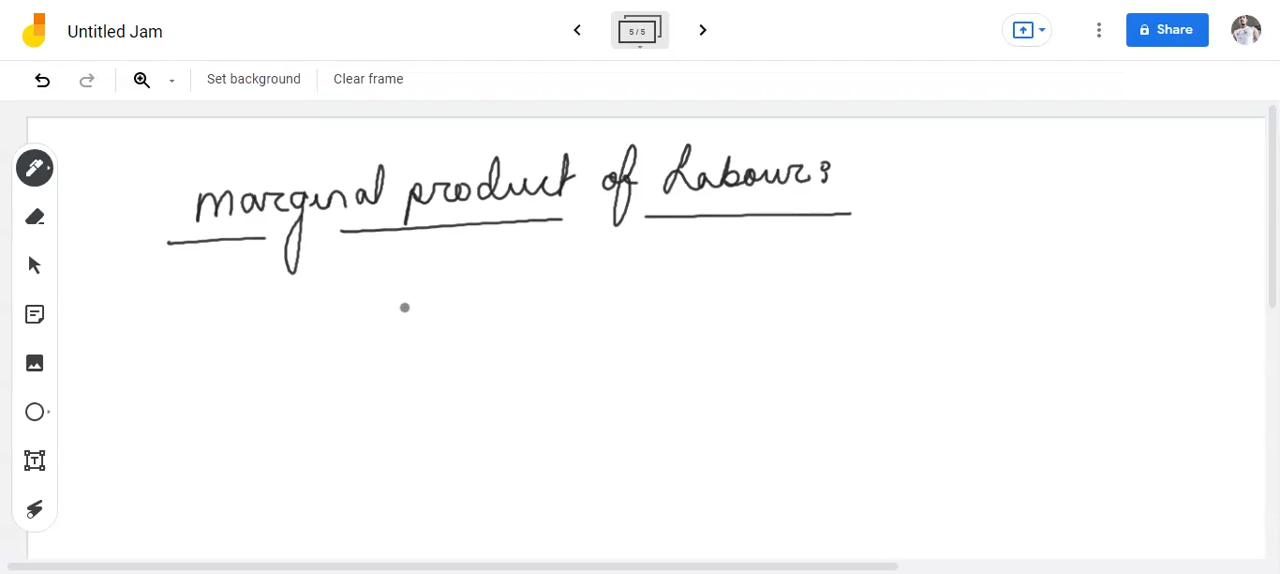 Untitled Jam
5 / 5
Share
Set background
Clear frame
marginal product of Labour: